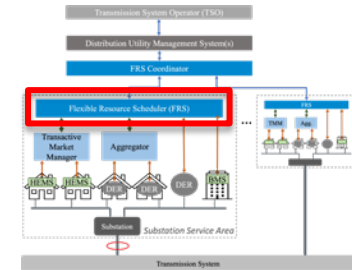 Transmission System Operator (TSO)
Distribution Utility Management System(s)
FRS Coordinator
Flexible Resource Scheduler (FRS)
Transactive
Market
Manager
Aggregator
HEMS
HEMS
DER
DER
DER
BMS
Substation
Substation Service Area
...
FRS
TMM
Agg.
Transmission System